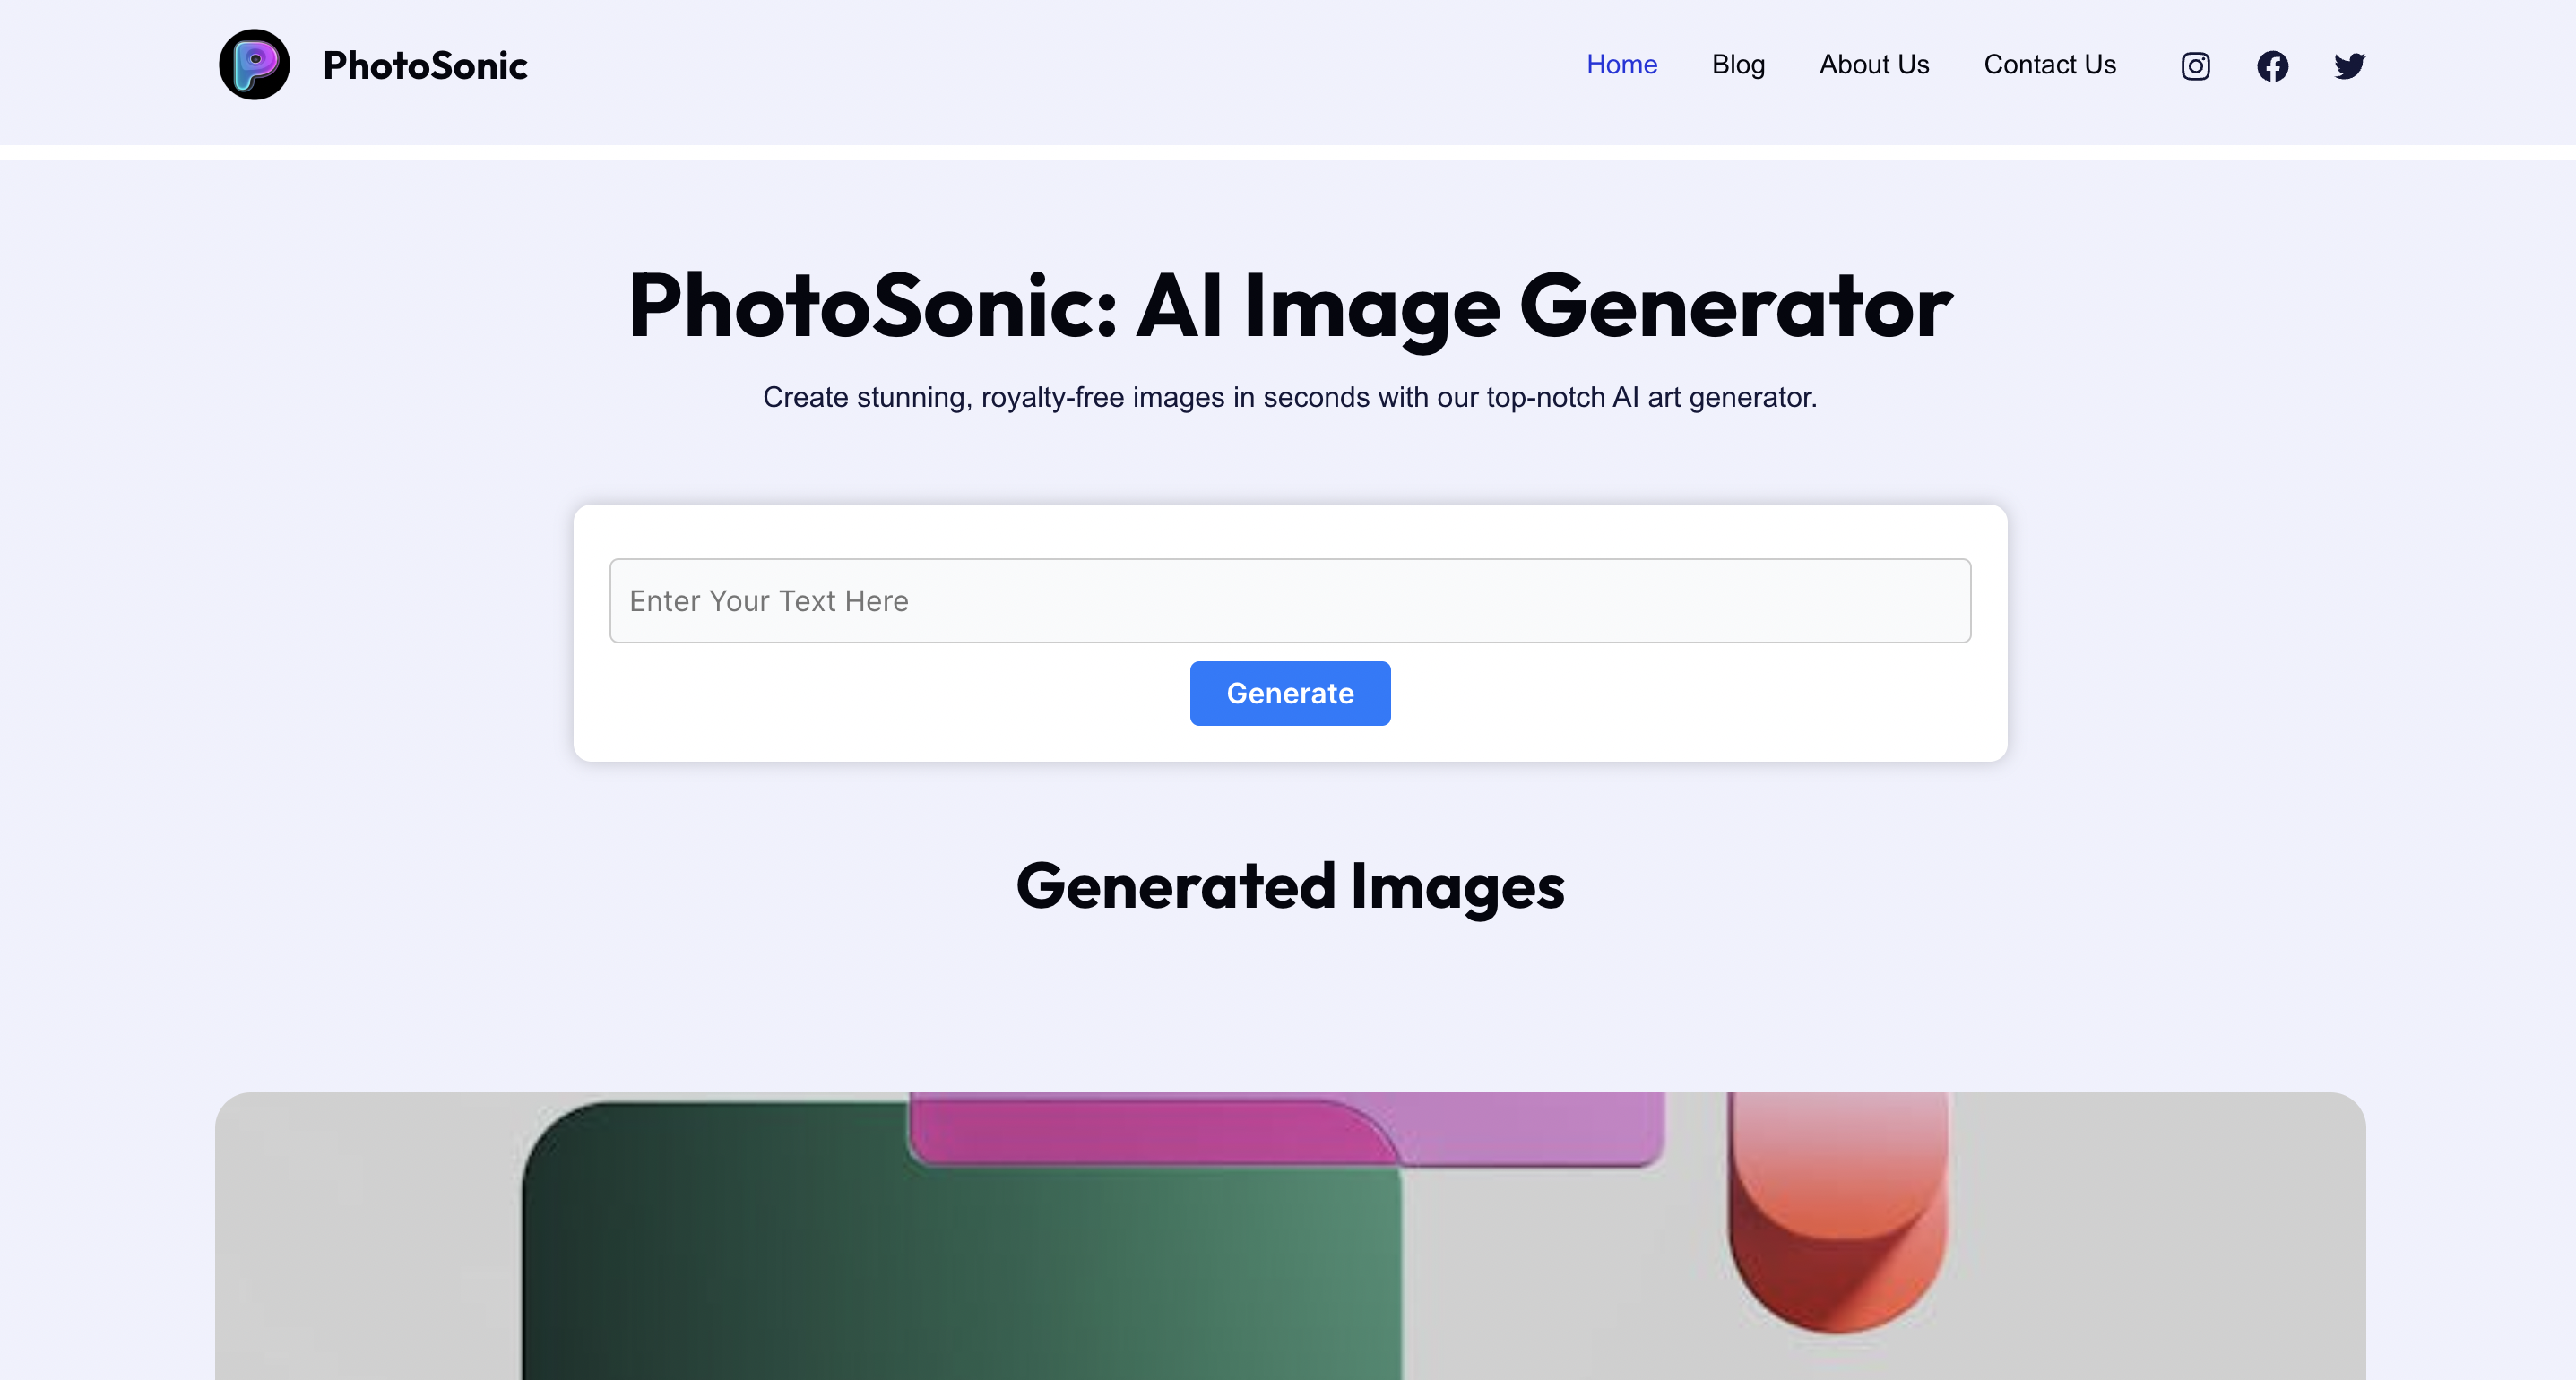 PhotoSonic
Home Blog About Us Contact Us
PhotoSonic: AI Image Generator
Create stunning, royalty-free images in seconds with our top-notch AI art generator.
Enter Your Text Here
Generate
Generated Images